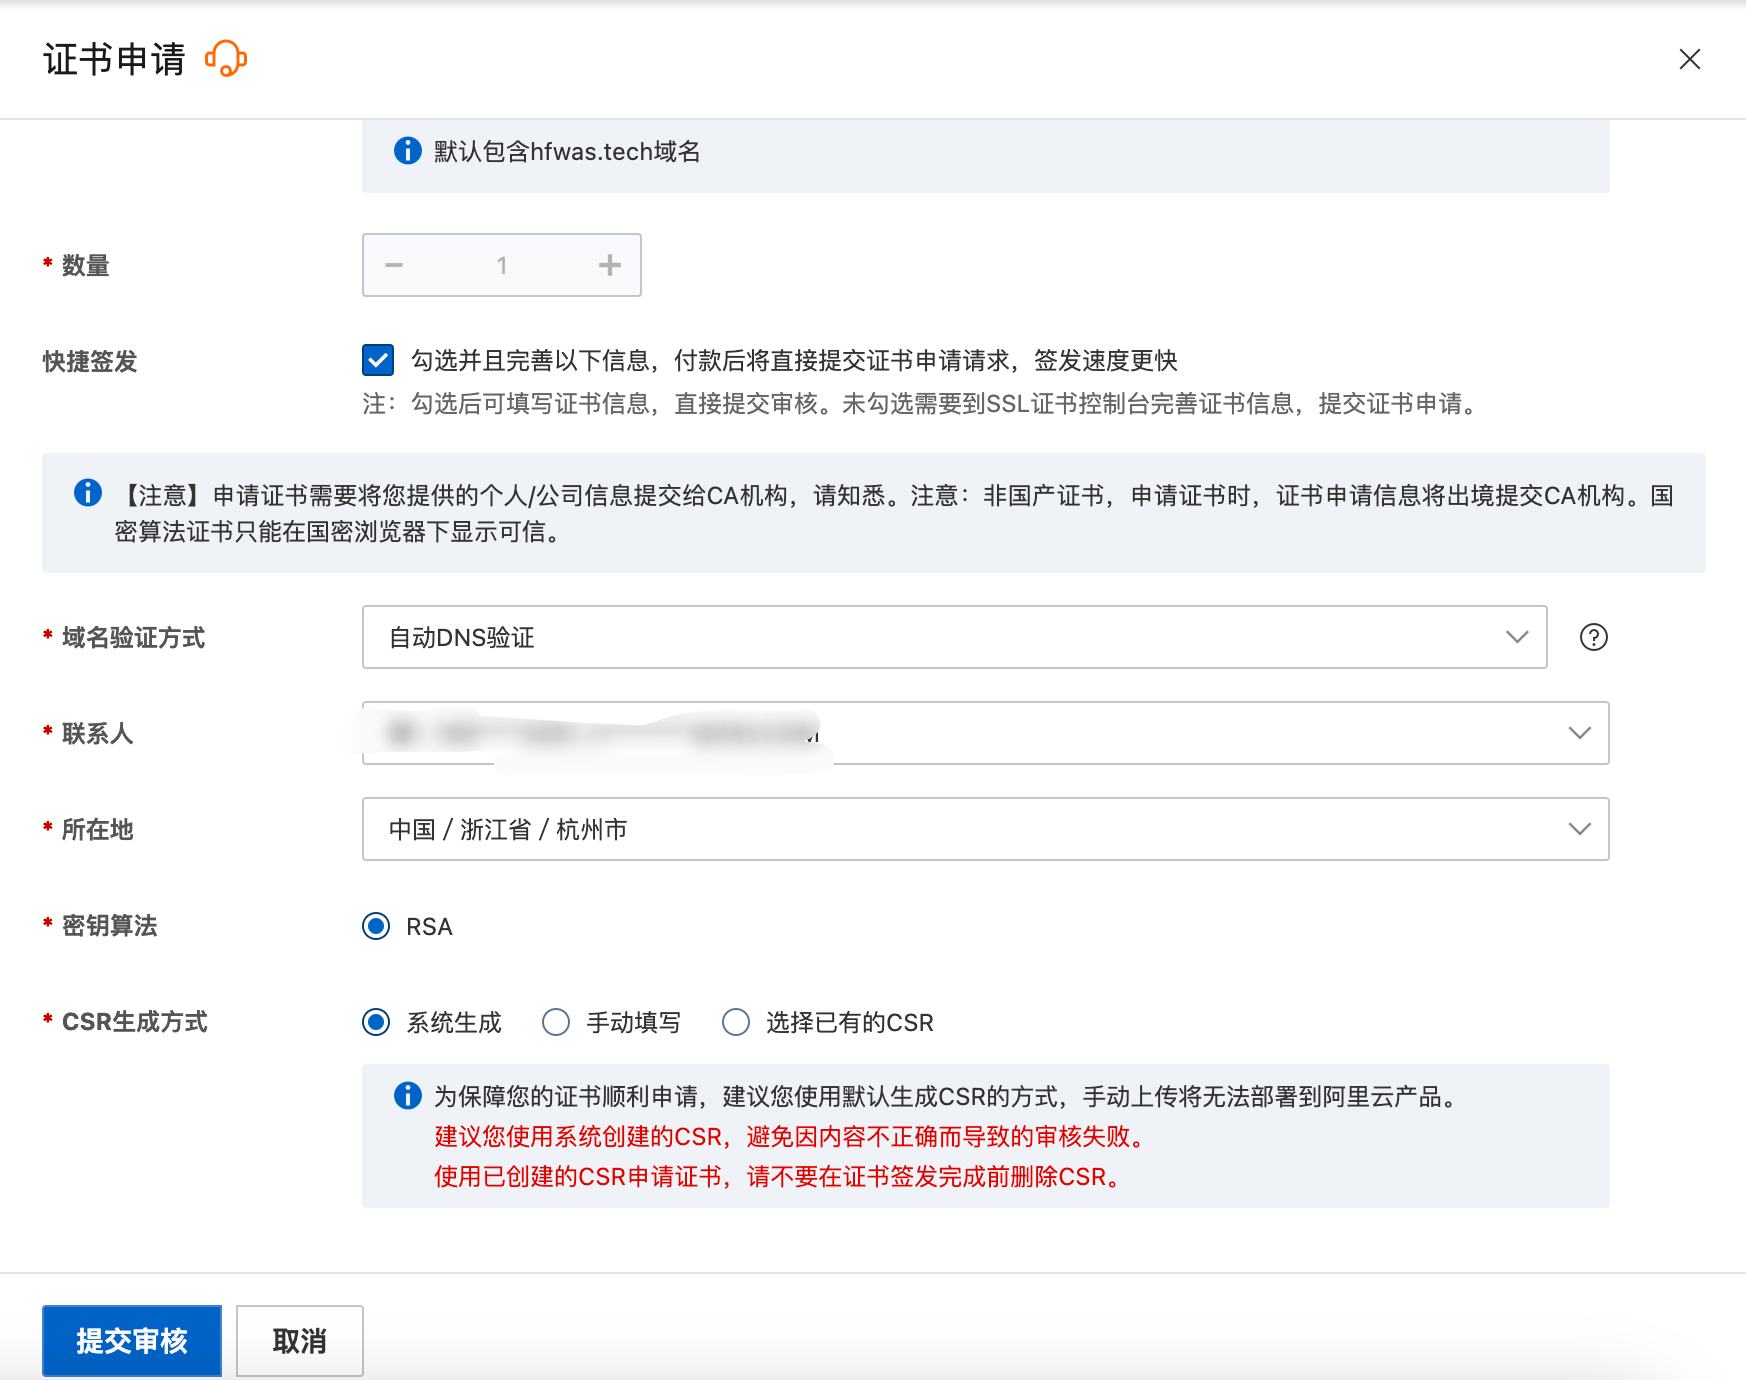 证书申请
默认包含hfwas.tech域名
* 数量
1
快捷签发
勾选并且完善以下信息，付款后将直接提交证书申请请求，签发速度更快
注：勾选后可填写证书信息，直接提交审核。未勾选需要到SSL证书控制台完善证书信息，提交证书申请。
【注意】申请证书需要将您提供的个人/公司信息提交给CA机构，请知悉。注意：非国产证书，申请证书时，证书申请信息将出境提交CA机构。国
密算法证书只能在国密浏览器下显示可信。
* 域名验证方式
自动DNS验证
* 联系人
* 所在地
中国 / 浙江省 / 杭州市
* 密钥算法
RSA
* CSR生成方式
系统生成 手动填写 选择已有的CSR
为保障您的证书顺利申请，建议您使用默认生成CSR的方式，手动上传将无法部署到阿里云产品。
建议您使用系统创建的CSR，避免因内容不正确而导致的审核失败。
使用已创建的CSR申请证书，请不要在证书签发完成前删除CSR。
提交审核 取消